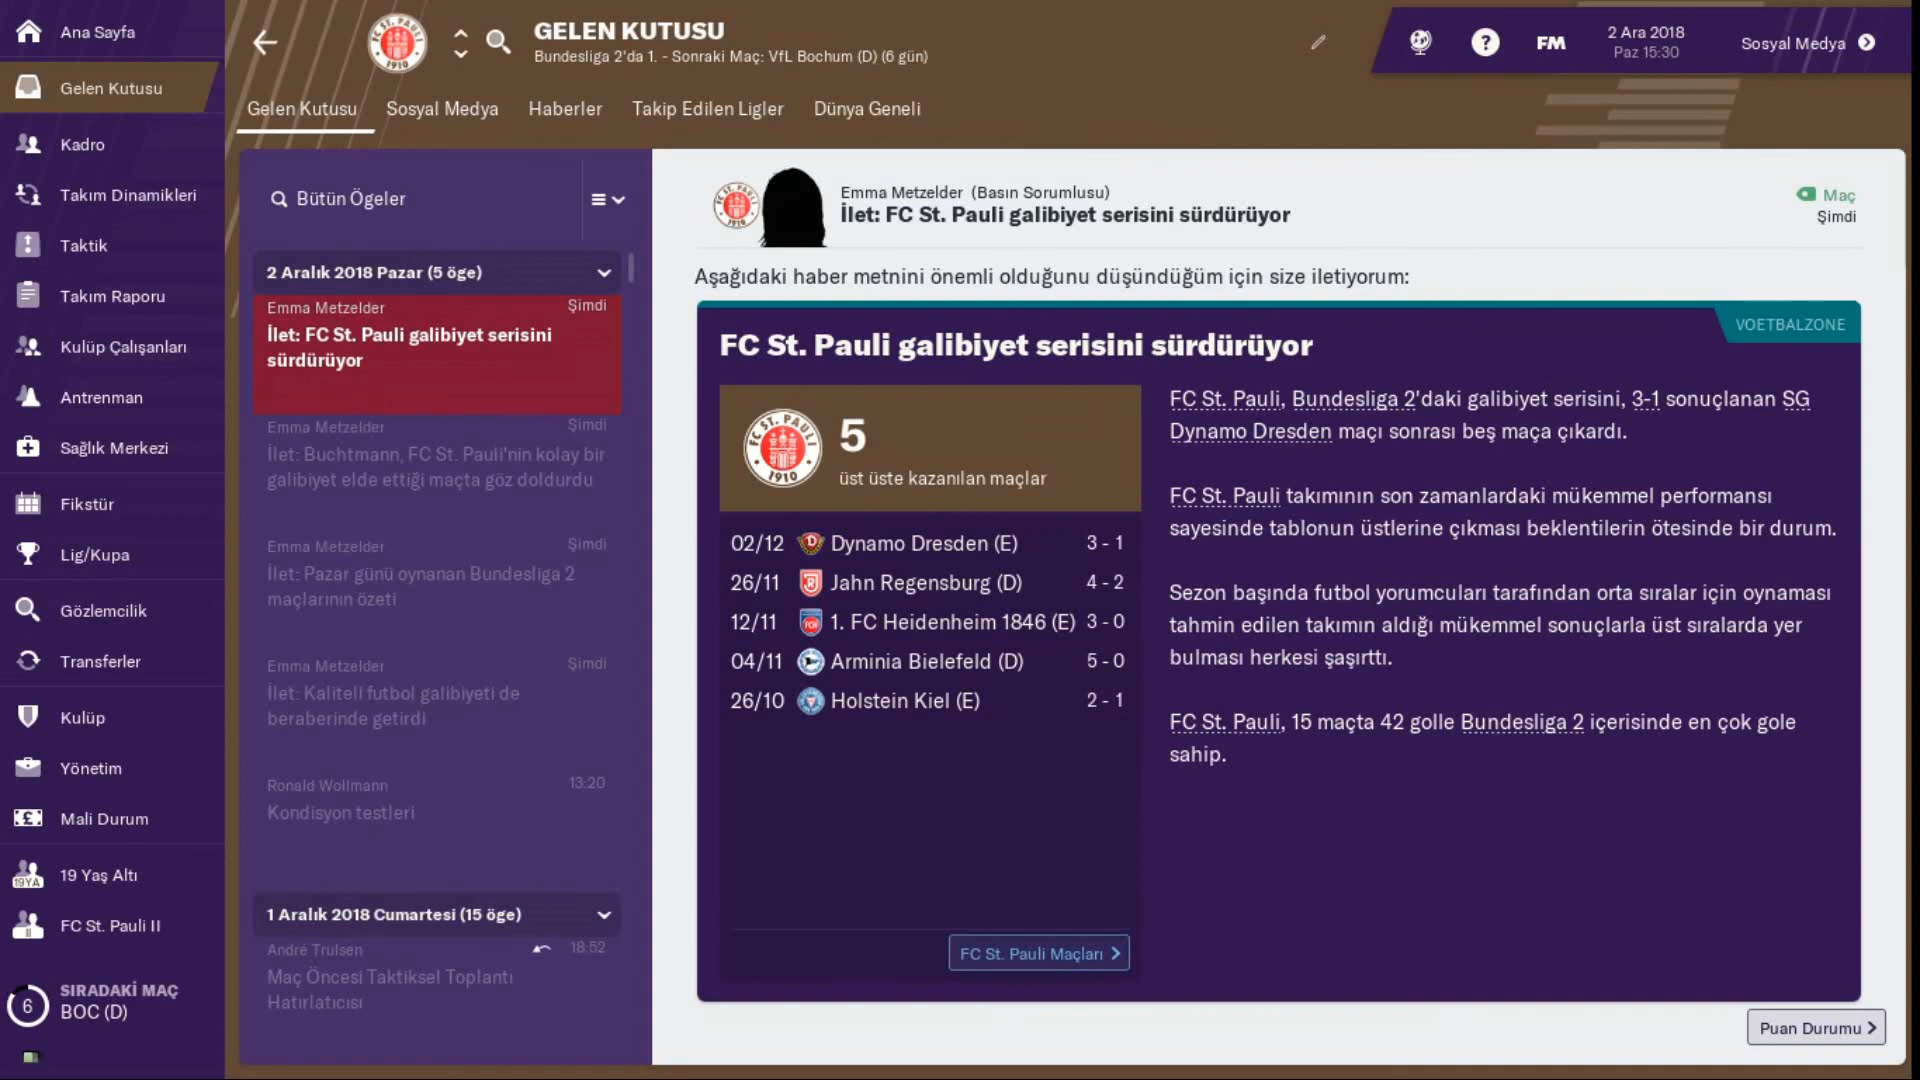 Ana Sayfa
Gelen Kutusu
Kadro
Takım Dinamikleri
Taktik
Takım Raporu
Kulüp Çalışanları
Antrenman
Sağlık Merkezi
Fikstür
Lig/Kupa
Gözlemcilik
Transferler
Kulüp
Yönetim
Mali Durum
19YA
19 Yaş Altı
II
FC St. Pauli II
6
SIRADAKİ MAÇ
BOC (D)
FC ST. PAULI
1910
GELEN KUTUSU
Bundesliga 2'da 1. - Sonraki Maç: VfL Bochum (D) (6 gün)
?
FM
2 Ara 2018
Paz 15:30
Sosyal Medya
Gelen Kutusu
Sosyal Medya
Haberler
Takip Edilen Ligler
Dünya Geneli
Bütün Ögeler
2 Aralık 2018 Pazar (5 öge)
Emma Metzelder
Şimdi
İlet: FC St. Pauli galibiyet serisini
sürdürüyor
Emma Metzelder
Şimdi
İlet: Buchtmann, FC St. Pauli'nin kolay bir
galibiyet elde ettiği maçta göz doldurdu
Emma Metzelder
Şimdi
İlet: Pazar günü oynanan Bundesliga 2
maçlarının özeti
Emma Metzelder
Şimdi
İlet: Kaliteli futbol galibiyeti de
beraberinde getirdi
Ronald Wollmann
13:20
Kondisyon testleri
1 Aralık 2018 Cumartesi (15 öge)
André Trulsen
18:52
Maç Öncesi Taktiksel Toplantı
Hatırlatıcısı
Emma Metzelder (Basın Sorumlusu)
İlet: FC St. Pauli galibiyet serisini sürdürüyor
Maç
Şimdi
Aşağıdaki haber metnini önemli olduğunu düşündüğüm için size iletiyorum:
VOETBALZONE
FC St. Pauli galibiyet serisini sürdürüyor
FC ST. PAULI
1910
5
üst üste kazanılan maçlar
02/12 Dynamo Dresden (E) 3 - 1
26/11 Jahn Regensburg (D) 4 - 2
12/11 1. FC Heidenheim 1846 (E) 3 - 0
04/11 Arminia Bielefeld (D) 5 - 0
26/10 Holstein Kiel (E) 2 - 1
FC St. Pauli Maçları
FC St. Pauli, Bundesliga 2'daki galibiyet serisini, 3-1 sonuçlanan SG
Dynamo Dresden maçı sonrası beş maça çıkardı.
FC St. Pauli takımının son zamanlardaki mükemmel performansı
sayesinde tablonun üstlerine çıkması beklentilerin ötesinde bir durum.
Sezon başında futbol yorumcuları tarafından orta sıralar için oynaması
tahmin edilen takımın aldığı mükemmel sonuçlarla üst sıralarda yer
bulması herkesi şaşırttı.
FC St. Pauli, 15 maçta 42 golle Bundesliga 2 içerisinde en çok gole
sahip.
Puan Durumu